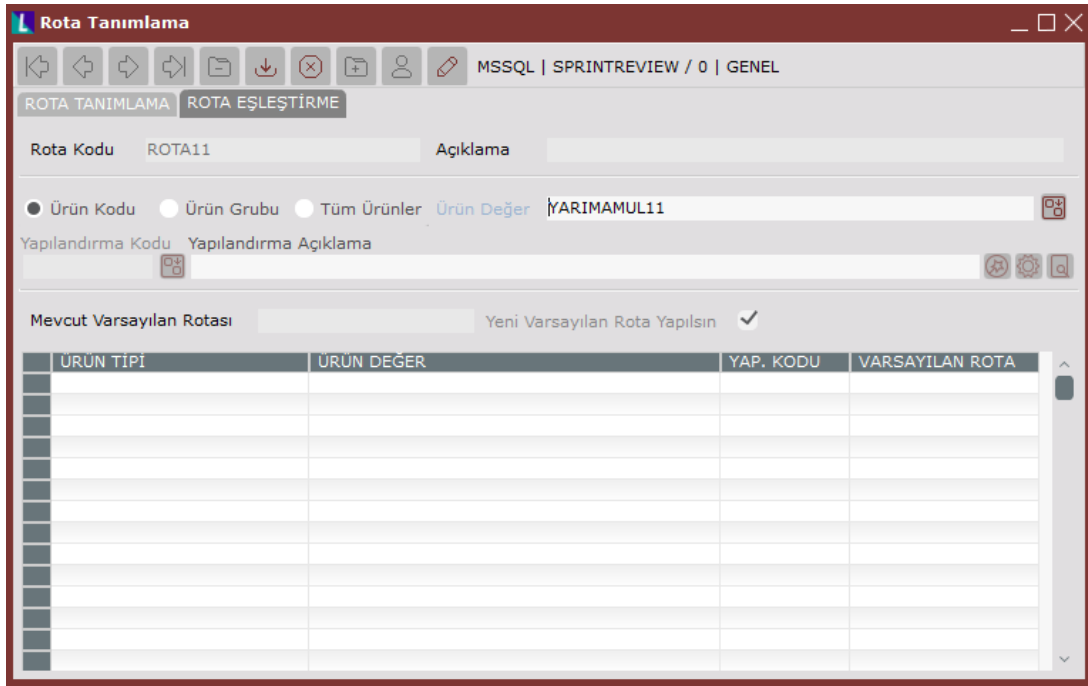 Rota Tanımlama
MSSQL | SPRINTREVIEW / 0 | GENEL
ROTA TANIMLAMA ROTA EŞLEŞTİRME
Rota Kodu ROTA11 Açıklama
Ürün Kodu Ürün Grubu Tüm Ürünler Ürün Değer YARIMAMUL11
Yapılandırma Kodu Yapılandırma Açıklama
Mevcut Varsayılan Rotası Yeni Varsayılan Rota Yapılsın
ÜRÜN TİPİ ÜRÜN DEĞER YAP. KODU VARSAYILAN ROTA